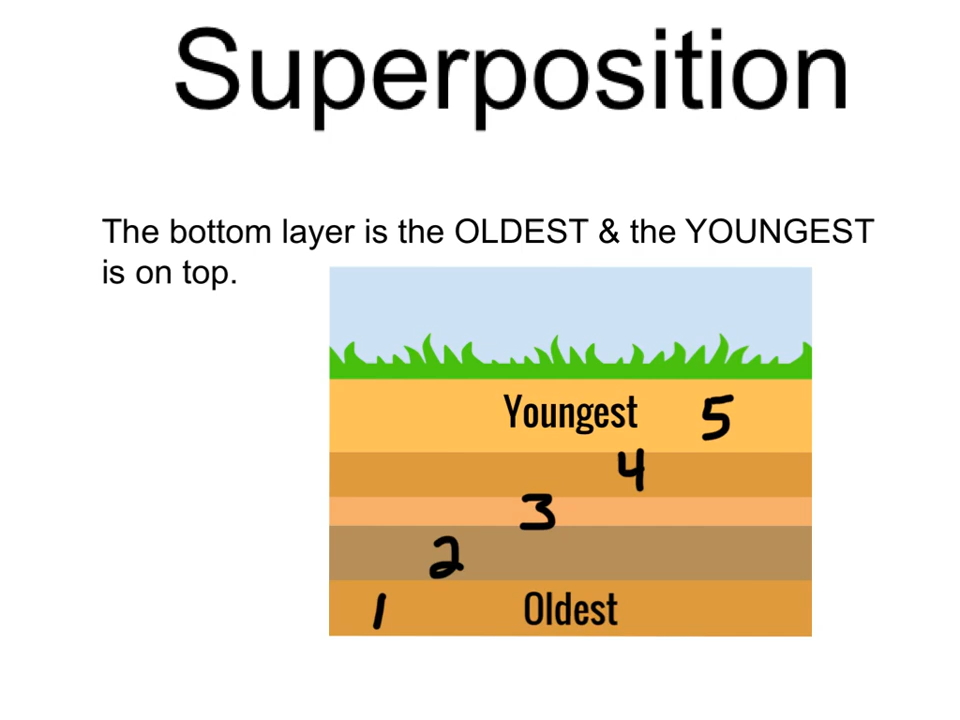 Superposition
The bottom layer is the OLDEST & the YOUNGEST
is on top.
Youngest 5
4
3
2
1 Oldest